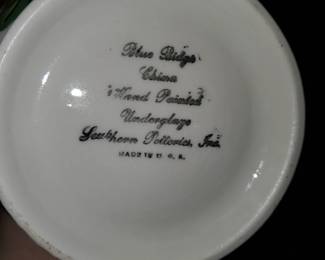 Blue Ridge
China
Hand Painted
Underglaze
Southern Potteries, Inc.
MADE IN U.S.A.